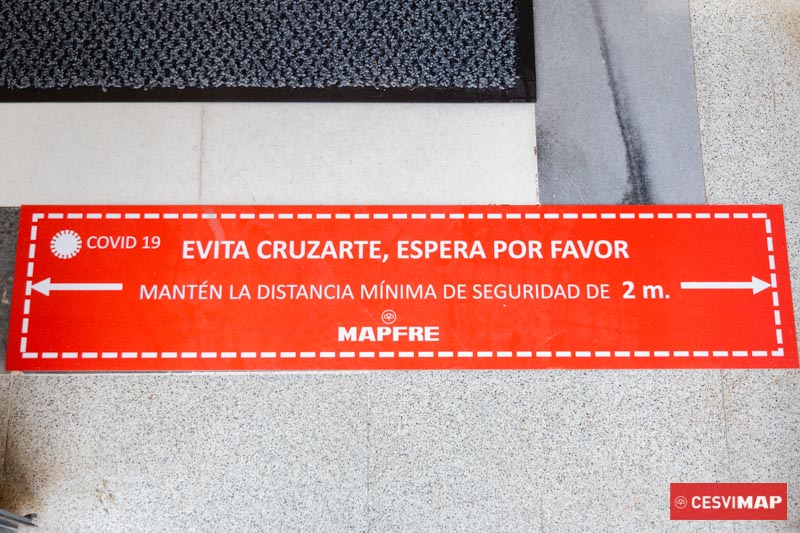 COVID 19
EVITA CRUZARTE, ESPERA POR FAVOR
MANTÉN LA DISTANCIA MÍNIMA DE SEGURIDAD DE 2 m.
MAPFRE
CESVIMAP